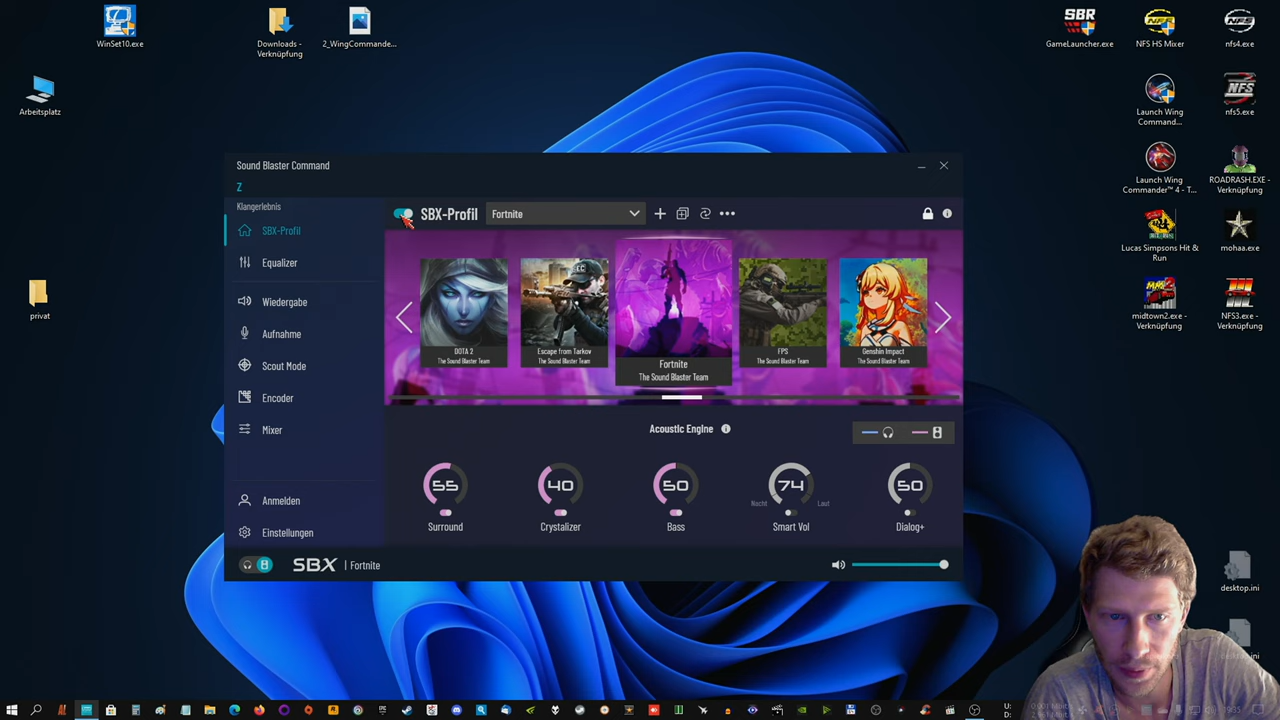 WinSet10.exe
Downloads -
Verknüpfung
2_WingCommande...
SBR
GameLauncher.exe
NFS HS Mixer
nfs4.exe
Arbeitsplatz
Launch Wing
Command...
nfs5.exe
Launch Wing
Commander™ 4 - T...
ROADRASH.EXE -
Verknüpfung
Lucas Simpsons Hit &
Run
mohaa.exe
midtown2.exe -
Verknüpfung
NFS3.exe -
Verknüpfung
privat
desktop.ini
Sound Blaster Command
Z
Klangerlebnis
SBX-Profil
Equalizer
Wiedergabe
Aufnahme
Scout Mode
Encoder
Mixer
Anmelden
Einstellungen
SBX-Profil
Fortnite
DOTA 2
The Sound Blaster Team
Escape from Tarkov
The Sound Blaster Team
Fortnite
The Sound Blaster Team
FPS
The Sound Blaster Team
Genshin Impact
The Sound Blaster Team
Acoustic Engine
55
40
50
74
50
Nacht
Laut
Surround
Crystalizer
Bass
Smart Vol
Dialog+
SBX | Fortnite